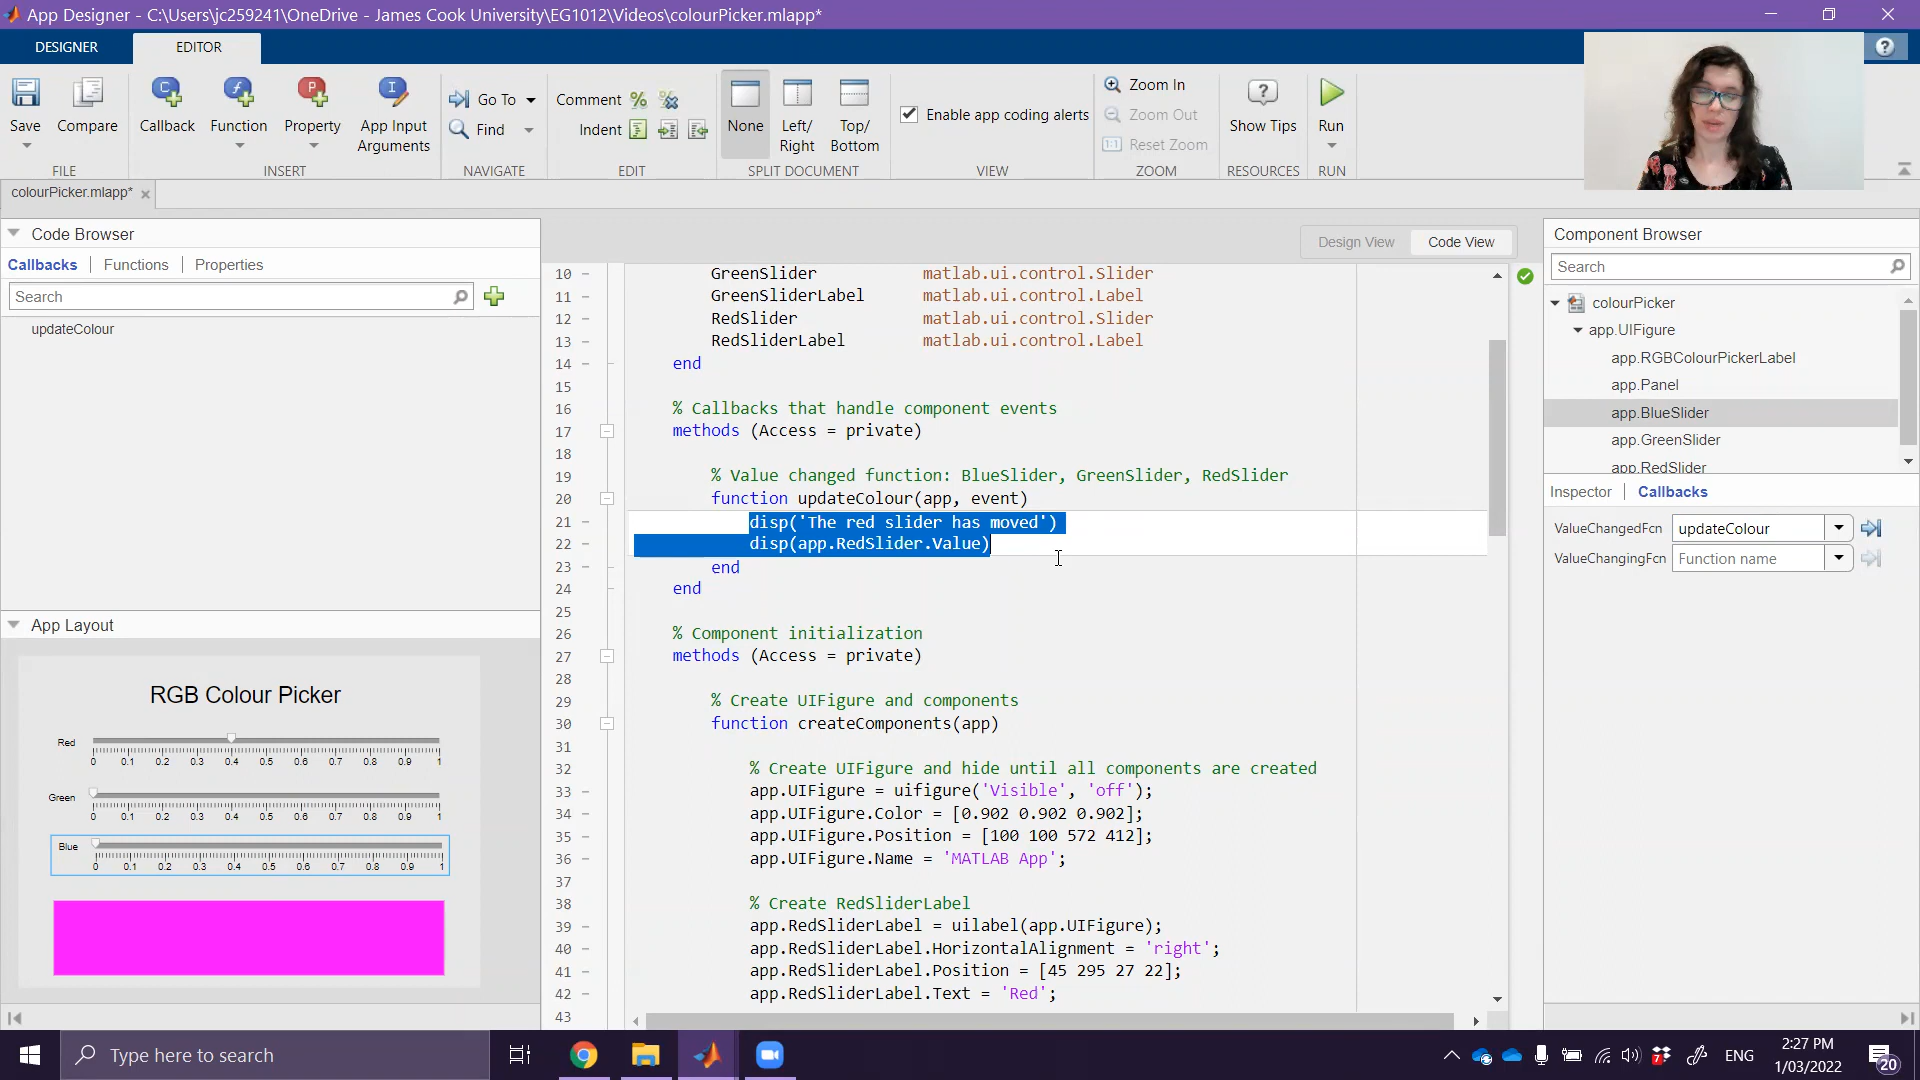 App Designer - C:\Users\jc259241\OneDrive - James Cook University\EG1012\Videos\colourPicker.mlapp*
DESIGNER
EDITOR
Save
Compare
Callback
Function
Property
App Input
Arguments
Go To
Find
Comment
Indent
None
Left/
Right
Top/
Bottom
Enable app coding alerts
Zoom In
Zoom Out
1:1 Reset Zoom
Show Tips
Run
FILE
INSERT
NAVIGATE
EDIT
SPLIT DOCUMENT
VIEW
ZOOM
RESOURCES
RUN
colourPicker.mlapp*
Code Browser
Callbacks
Functions
Properties
Search
updateColour
App Layout
RGB Colour Picker
Red
0 0.1 0.2 0.3 0.4 0.5 0.6 0.7 0.8 0.9 1
Green
0 0.1 0.2 0.3 0.4 0.5 0.6 0.7 0.8 0.9 1
Blue
0 0.1 0.2 0.3 0.4 0.5 0.6 0.7 0.8 0.9 1
Design View
Code View
10 GreenSlider matlab.ui.control.Slider
11 GreenSliderLabel matlab.ui.control.Label
12 RedSlider matlab.ui.control.Slider
13 RedSliderLabel matlab.ui.control.Label
14 end
15
16 % Callbacks that handle component events
17 methods (Access = private)
18
19 % Value changed function: BlueSlider, GreenSlider, RedSlider
20 function updateColour(app, event)
21 disp('The red slider has moved')
22 disp(app.RedSlider.Value)
23 end
24 end
25
26 % Component initialization
27 methods (Access = private)
28
29 % Create UIFigure and components
30 function createComponents(app)
31
32 % Create UIFigure and hide until all components are created
33 app.UIFigure = uifigure('Visible', 'off');
34 app.UIFigure.Color = [0.902 0.902 0.902];
35 app.UIFigure.Position = [100 100 572 412];
36 app.UIFigure.Name = 'MATLAB App';
37
38 % Create RedSliderLabel
39 app.RedSliderLabel = uilabel(app.UIFigure);
40 app.RedSliderLabel.HorizontalAlignment = 'right';
41 app.RedSliderLabel.Position = [45 295 27 22];
42 app.RedSliderLabel.Text = 'Red';
43
Component Browser
Search
colourPicker
app.UIFigure
app.RGBColourPickerLabel
app.Panel
app.BlueSlider
app.GreenSlider
app.RedSlider
Inspector
Callbacks
ValueChangedFcn updateColour
ValueChangingFcn Function name
Type here to search
ENG
2:27 PM
1/03/2022
20